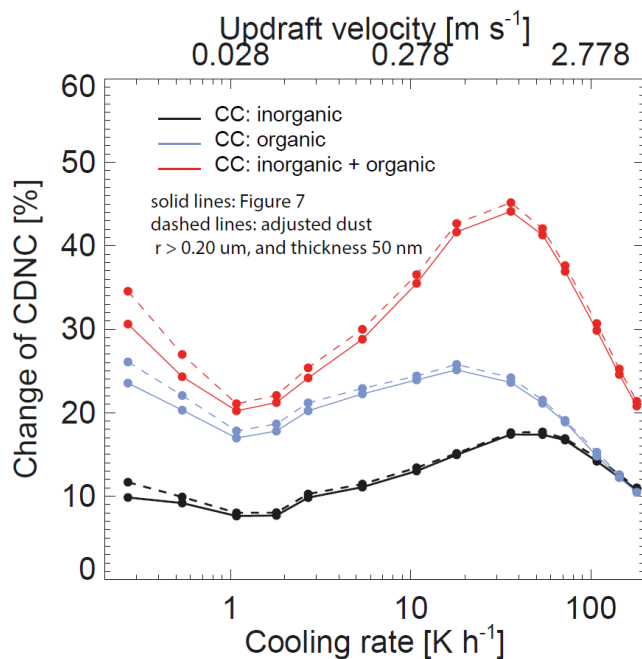 Updraft velocity [m s⁻¹]
0.028 0.278 2.778
60
50
40
30
20
10
0
Change of CDNC [%]
CC: inorganic
CC: organic
CC: inorganic + organic
solid lines: Figure 7
dashed lines: adjusted dust
r > 0.20 um, and thickness 50 nm
1 10 100
Cooling rate [K h⁻¹]